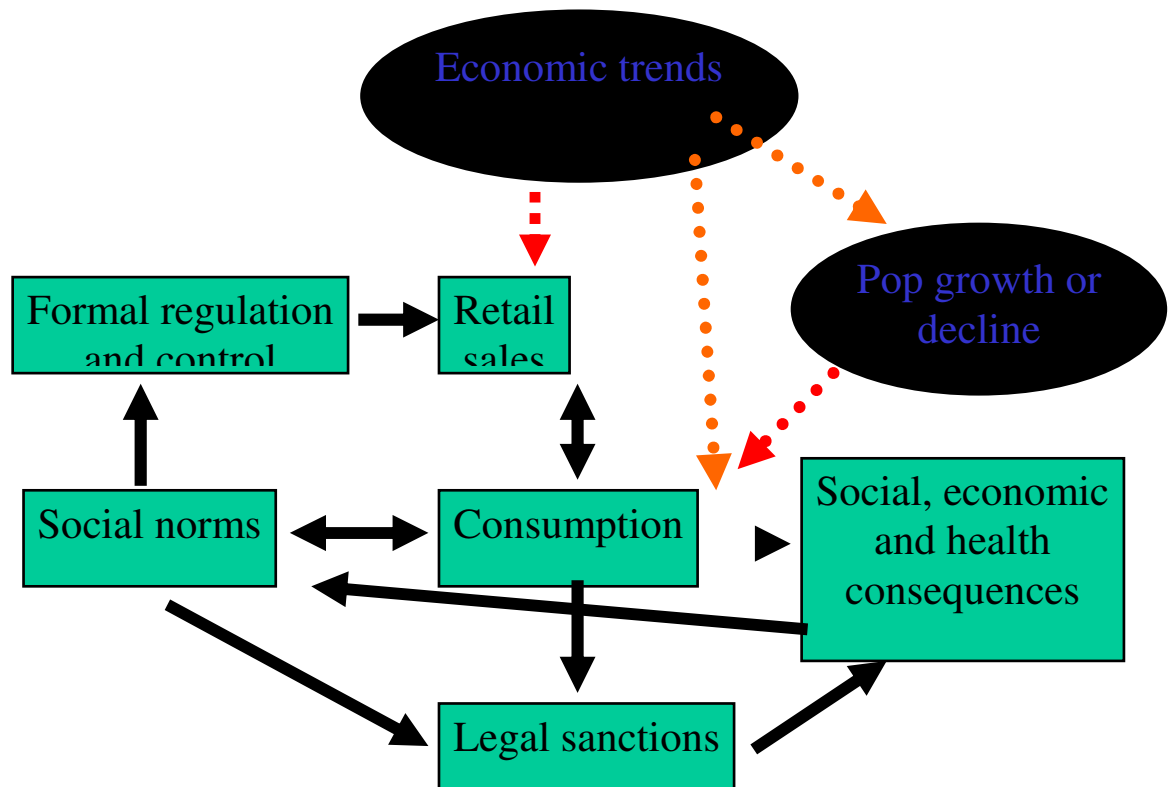 Economic trends
Pop growth or
decline
Formal regulation
and control
Retail
sales
Social norms
Consumption
Social, economic
and health
consequences
Legal sanctions